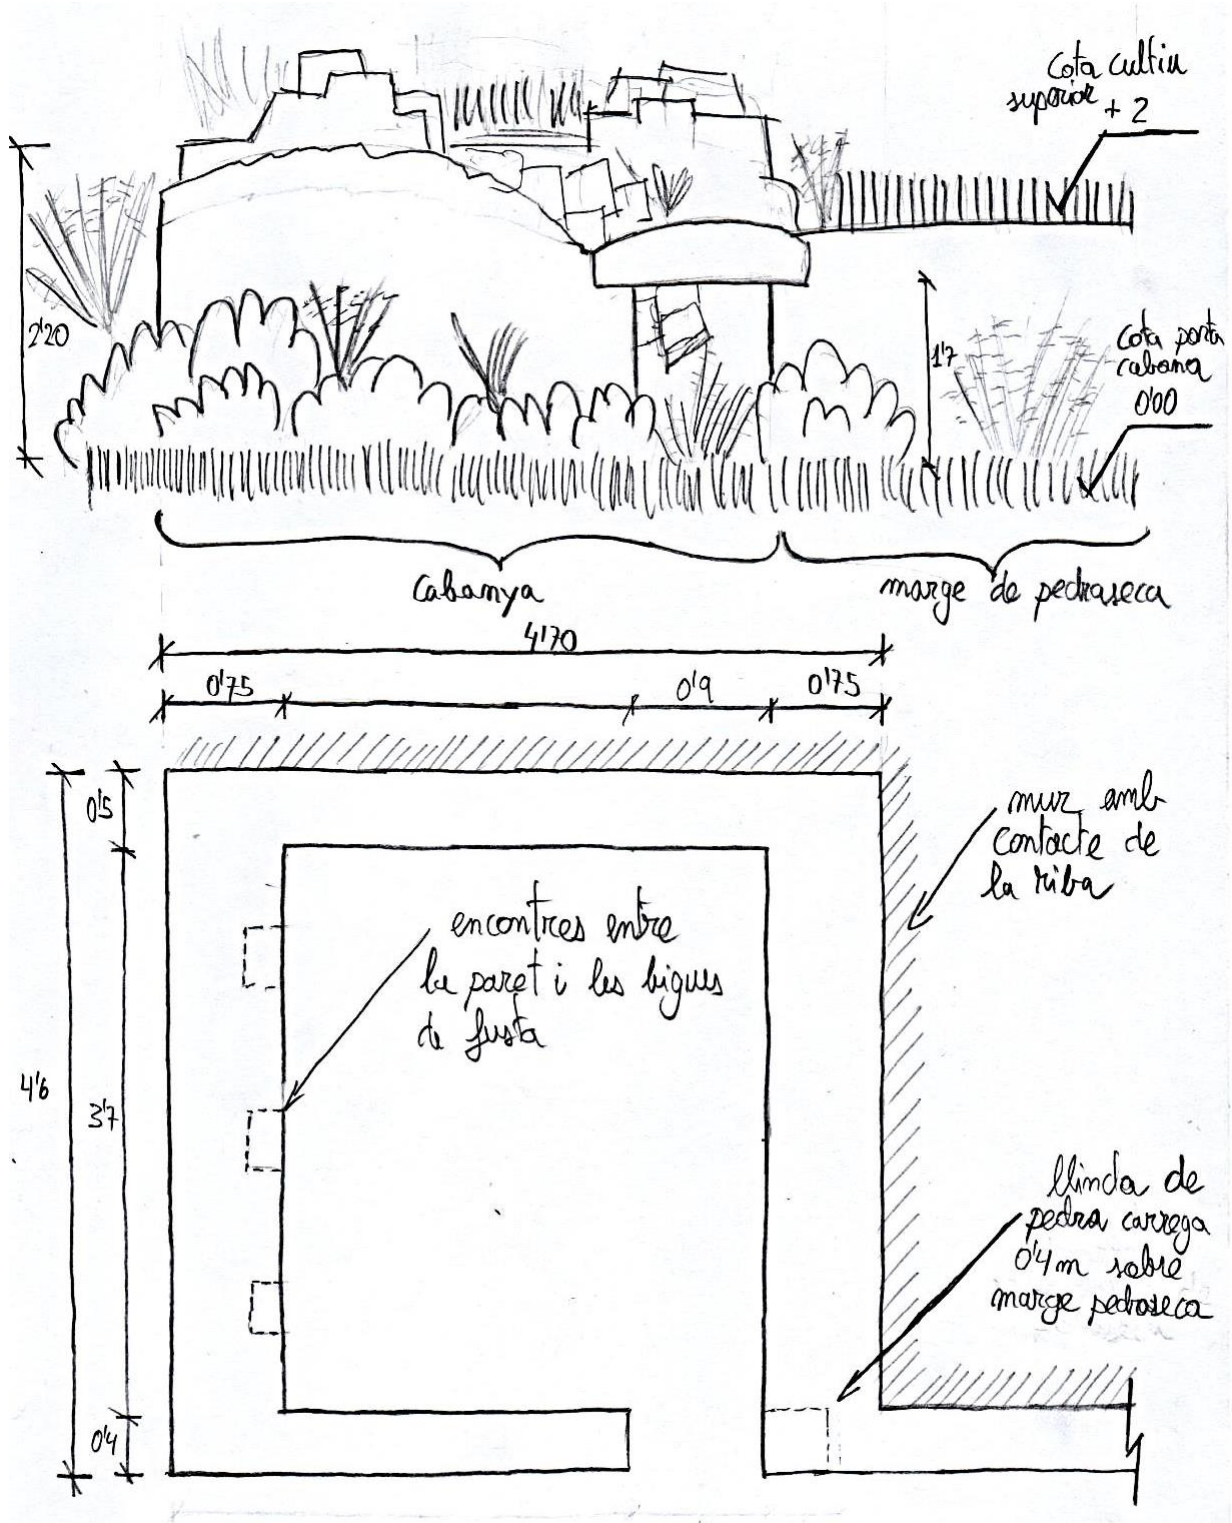 Cota cultiu
superior + 2
2'20
1'7
Cota porta
cabana
0'00
Cabanya
marge de pedraseca
4'70
0'75
0'9
0'75
0'5
4'6
3'7
0'4
mur amb
contacte de
la riba
encontres entre
la paret i les bigues
de fusta
llinda de
pedra carrega
0'4m sobre
marge pedraseca